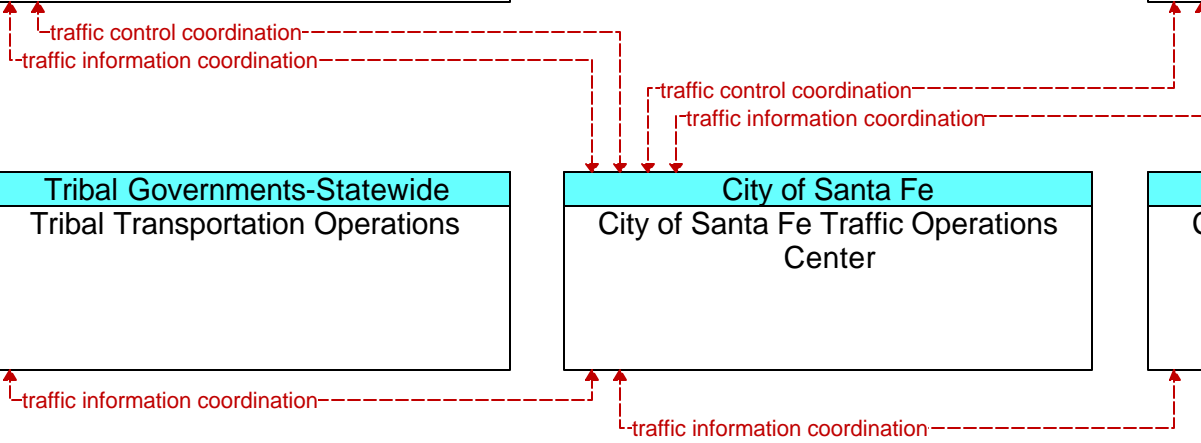 traffic control coordination
traffic information coordination
traffic control coordination
traffic information coordination
Tribal Governments-Statewide
Tribal Transportation Operations
City of Santa Fe
City of Santa Fe Traffic Operations
Center
traffic information coordination
traffic information coordination